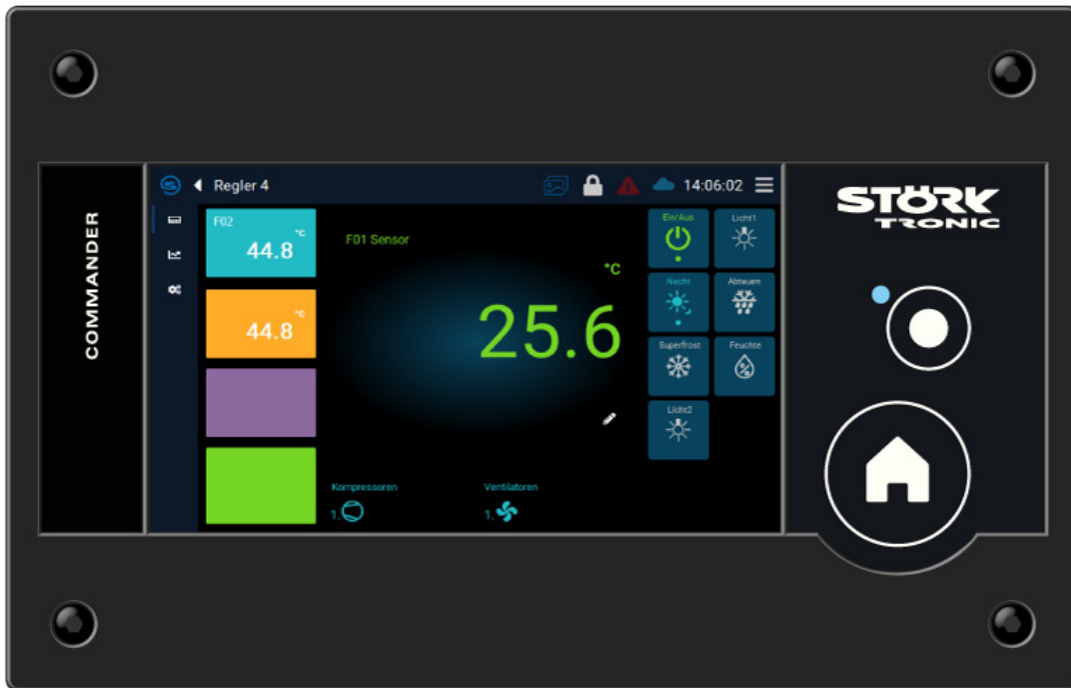 COMMANDER
Regler 4
14:06:02
F02
°C
44.8
°C
44.8
F01 Sensor
°C
25.6
Ein/Aus
Licht1
Nacht
Abtauen
Superfrost
Feuchte
Licht2
Kompressoren
1.
Ventilatoren
1.
STÖRK
TRONIC